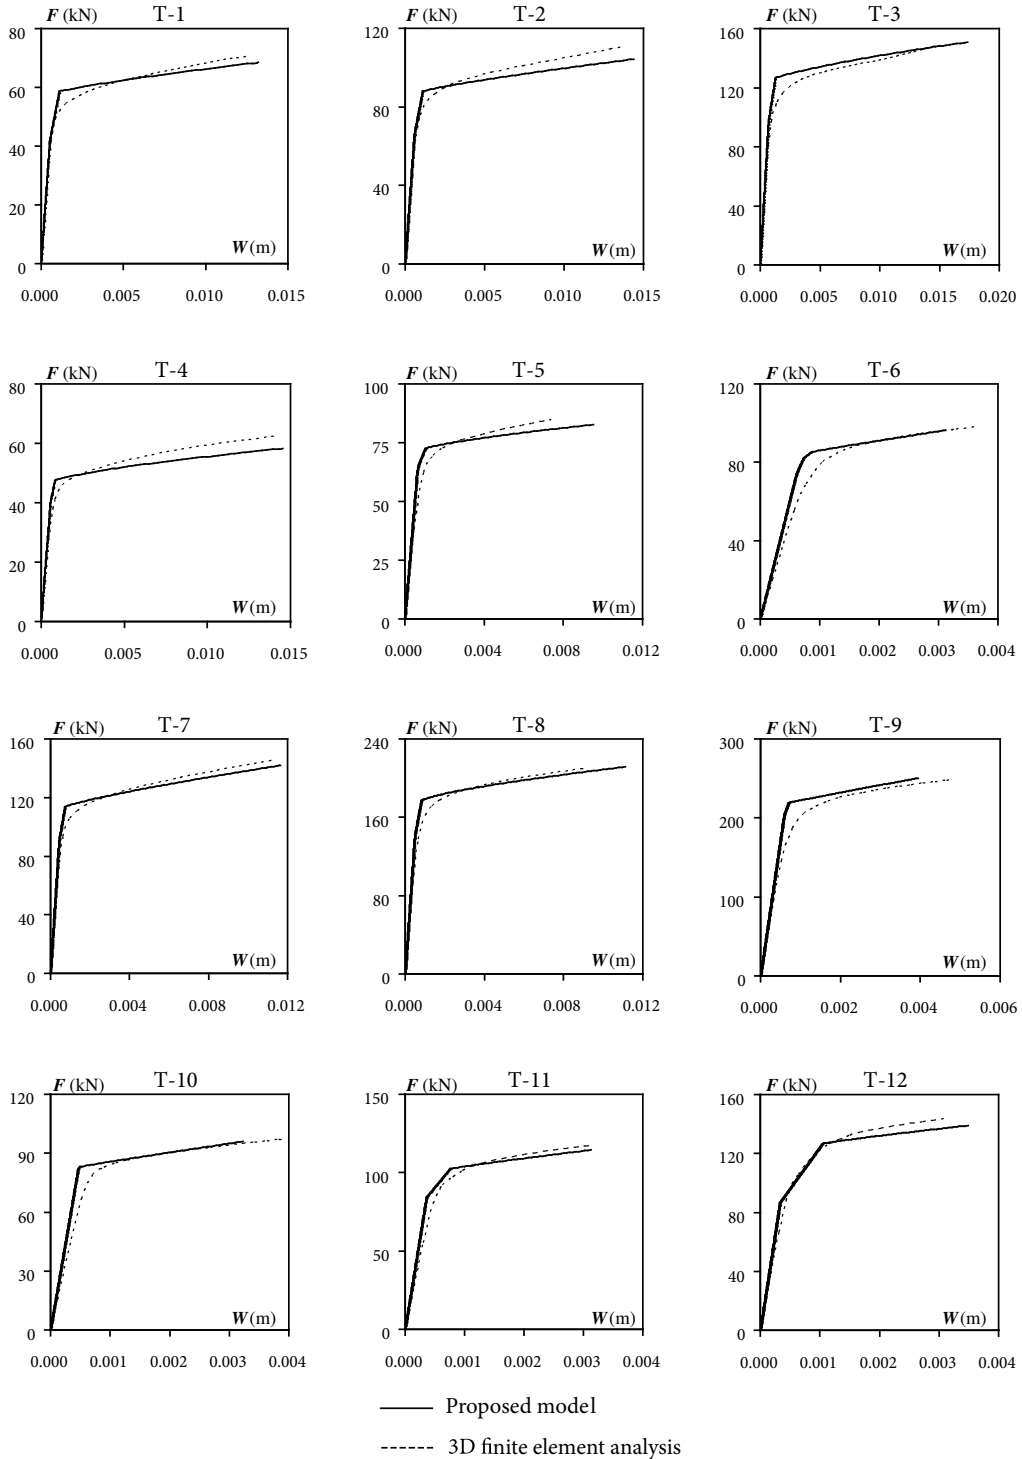 F (kN) T-1
80
60
40
20
0
W(m)
0.000 0.005 0.010 0.015
F (kN) T-2
120
80
40
0
W(m)
0.000 0.005 0.010 0.015
F (kN) T-3
160
120
80
40
0
W(m)
0.000 0.005 0.010 0.015 0.020
F (kN) T-4
80
60
40
20
0
W(m)
0.000 0.005 0.010 0.015
F (kN) T-5
100
75
50
25
0
W(m)
0.000 0.004 0.008 0.012
F (kN) T-6
120
80
40
0
W(m)
0.000 0.001 0.002 0.003 0.004
F (kN) T-7
160
120
80
40
0
W(m)
0.000 0.004 0.008 0.012
F (kN) T-8
240
160
80
0
W(m)
0.000 0.004 0.008 0.012
F (kN) T-9
300
200
100
0
W(m)
0.000 0.002 0.004 0.006
F (kN) T-10
120
90
60
30
0
W(m)
0.000 0.001 0.002 0.003 0.004
F (kN) T-11
150
100
50
0
W(m)
0.000 0.001 0.002 0.003 0.004
F (kN) T-12
160
120
80
40
0
W(m)
0.000 0.001 0.002 0.003 0.004
Proposed model
3D finite element analysis